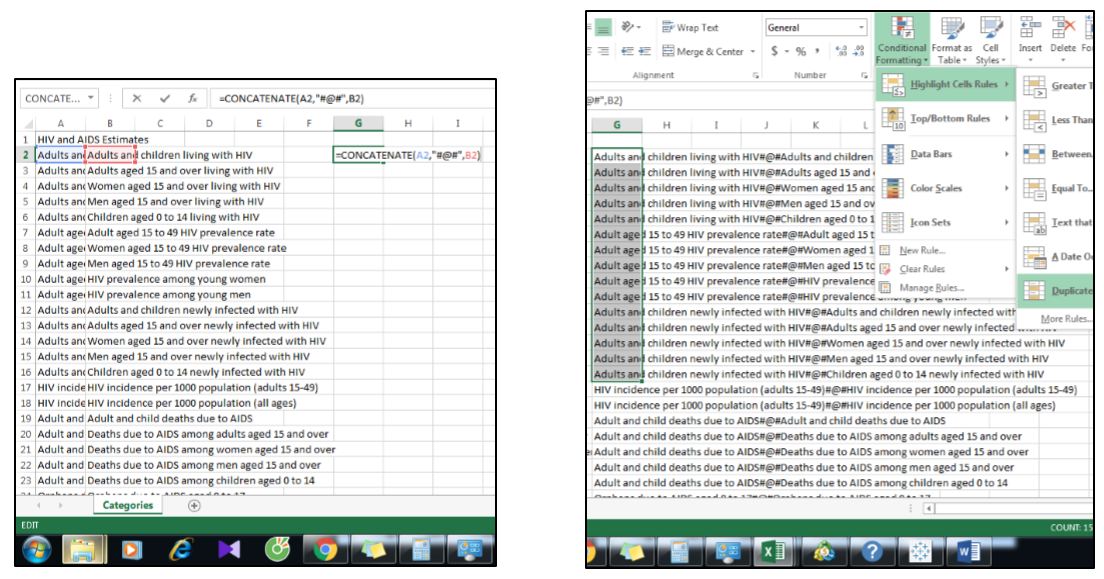 CONCATE... =CONCATENATE(A2,"#@#",B2)
A B C D E F G H I
1 HIV and AIDS Estimates
2 Adults and Adults and children living with HIV =CONCATENATE(A2,"#@#",B2)
3 Adults and Adults aged 15 and over living with HIV
4 Adults and Women aged 15 and over living with HIV
5 Adults and Men aged 15 and over living with HIV
6 Adults and Children aged 0 to 14 living with HIV
7 Adult age Adult aged 15 to 49 HIV prevalence rate
8 Adult age Women aged 15 to 49 HIV prevalence rate
9 Adult age Men aged 15 to 49 HIV prevalence rate
10 Adult age HIV prevalence among young women
11 Adult age HIV prevalence among young men
12 Adults and Adults and children newly infected with HIV
13 Adults and Adults aged 15 and over newly infected with HIV
14 Adults and Women aged 15 and over newly infected with HIV
15 Adults and Men aged 15 and over newly infected with HIV
16 Adults and Children aged 0 to 14 newly infected with HIV
17 HIV incide HIV incidence per 1000 population (adults 15-49)
18 HIV incide HIV incidence per 1000 population (all ages)
19 Adult and Adult and child deaths due to AIDS
20 Adult and Deaths due to AIDS among adults aged 15 and over
21 Adult and Deaths due to AIDS among women aged 15 and over
22 Adult and Deaths due to AIDS among men aged 15 and over
23 Adult and Deaths due to AIDS among children aged 0 to 14
Categories
EDIT
Wrap Text
Merge & Center
Alignment
General
$ % ,
Number
Conditional Formatting
Format as Table
Cell Styles
Insert Delete Fo
@#",B2)
G H I J K L
Adults and children living with HIV#@#Adults and children
Adults and children living with HIV#@#Adults aged 15 and
Adults and children living with HIV#@#Women aged 15 and
Adults and children living with HIV#@#Men aged 15 and ov
Adults and children living with HIV#@#Children aged 0 to 1
Adult aged 15 to 49 HIV prevalence rate#@#Adult aged 15 t
Adult aged 15 to 49 HIV prevalence rate#@#Women aged 1
Adult aged 15 to 49 HIV prevalence rate#@#Men aged 15 to
Adult aged 15 to 49 HIV prevalence rate#@#HIV prevalence
Adult aged 15 to 49 HIV prevalence rate#@#HIV prevalence among young men
Adults and children newly infected with HIV#@#Adults and children newly infected with
Adults and children newly infected with HIV#@#Adults aged 15 and over newly infected with
Adults and children newly infected with HIV#@#Women aged 15 and over newly infected with HIV
Adults and children newly infected with HIV#@#Men aged 15 and over newly infected with HIV
Adults and children newly infected with HIV#@#Children aged 0 to 14 newly infected with HIV
HIV incidence per 1000 population (adults 15-49)#@#HIV incidence per 1000 population (adults 15-49)
HIV incidence per 1000 population (adults 15-49)#@#HIV incidence per 1000 population (all ages)
Adult and child deaths due to AIDS#@#Adult and child deaths due to AIDS
Adult and child deaths due to AIDS#@#Deaths due to AIDS among adults aged 15 and over
Adult and child deaths due to AIDS#@#Deaths due to AIDS among women aged 15 and over
Adult and child deaths due to AIDS#@#Deaths due to AIDS among men aged 15 and over
Adult and child deaths due to AIDS#@#Deaths due to AIDS among children aged 0 to 14
Highlight Cells Rules
Top/Bottom Rules
Data Bars
Color Scales
Icon Sets
New Rule...
Clear Rules
Manage Rules...
Greater T
Less Than
Between
Equal To...
Text that
A Date O
Duplicate
More Rules...
COUNT: 15